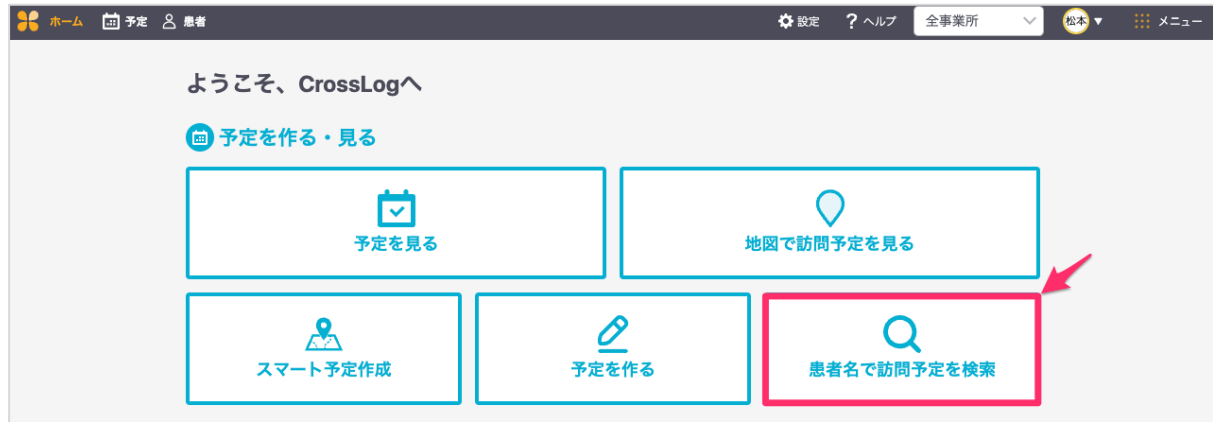 ホーム 予定 患者 設定 ? ヘルプ 全事業所 松本 ▼ メニュー
ようこそ、CrossLogへ
予定を作る・見る
予定を見る 地図で訪問予定を見る
スマート予定作成 予定を作る 患者名で訪問予定を検索